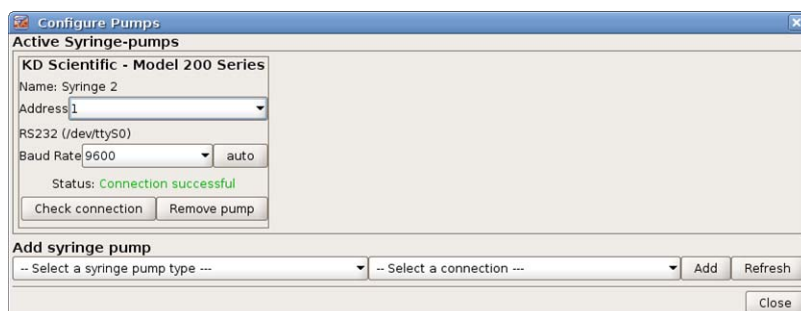 Configure Pumps
Active Syringe-pumps
KD Scientific - Model 200 Series
Name: Syringe 2
Address 1
RS232 (/dev/ttyS0)
Baud Rate 9600 auto
Status: Connection successful
Check connection Remove pump
Add syringe pump
-- Select a syringe pump type --- -- Select a connection --- Add Refresh
Close